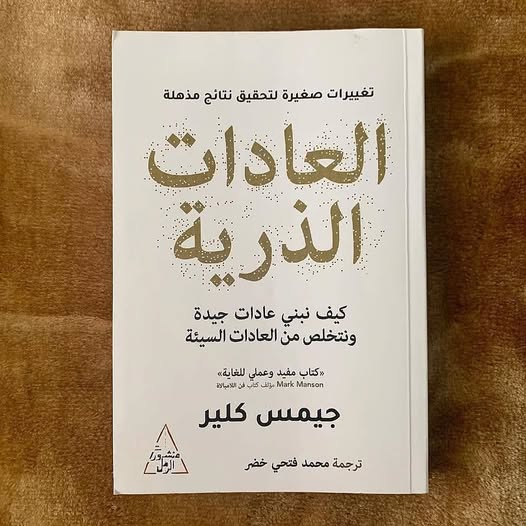 تغييرات صغيرة لتحقيق نتائج مذهلة
العادات
الذرية
كيف نبني عادات جيدة
ونتخلص من العادات السيئة
«كتاب مفيد وعملي للغاية»
Mark Manson مؤلف كتاب فن اللامبالاة
جيمس كلير
ترجمة محمد فتحي خضر
منشورات
الرمل